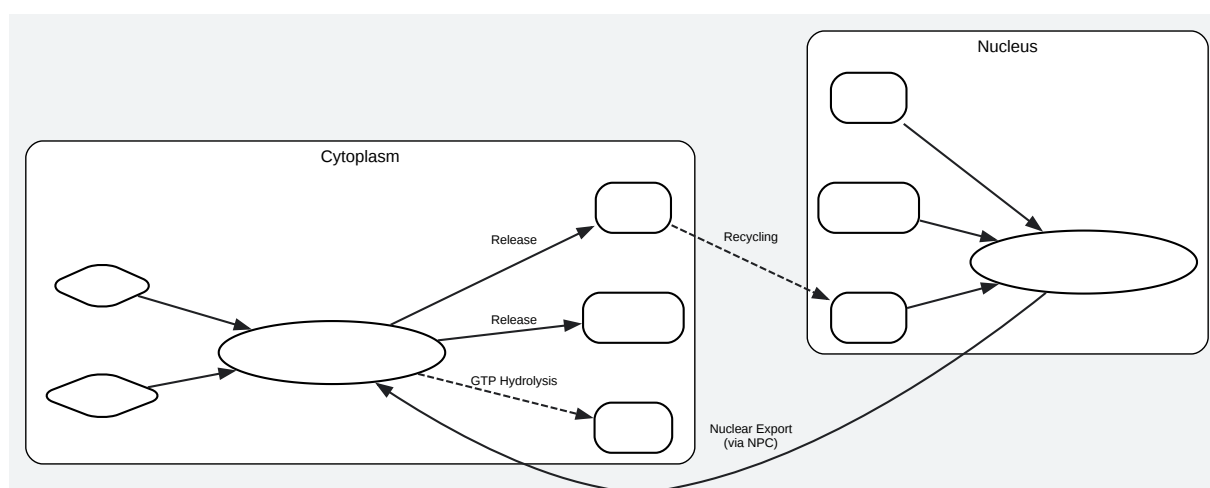 Nucleus
Cytoplasm
Release
Recycling
Release
GTP Hydrolysis
Nuclear Export
(via NPC)